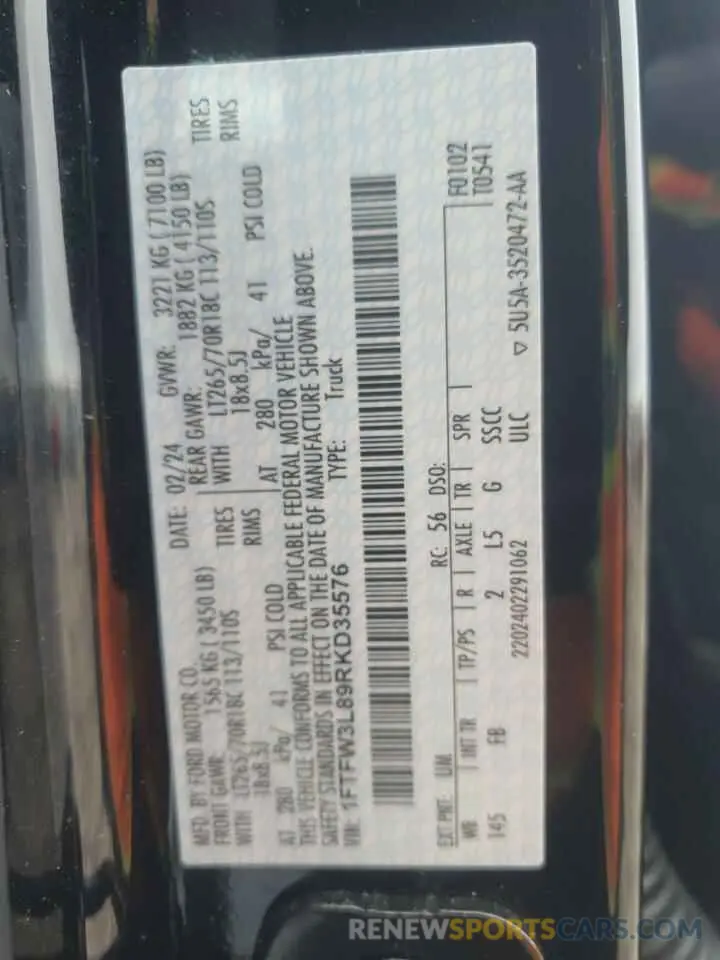 MFD. BY FORD MOTOR CO.
DATE: 02/24 GVWR: 3221 KG ( 7100 LB)
FRONT GAWR: 1565 KG ( 3450 LB)
REAR GAWR: 1882 KG ( 4150 LB)
WITH LT265/70R18C 113/110S TIRES
WITH LT265/70R18C 113/110S TIRES
18x8.5J RIMS
18x8.5J RIMS
AT 280 kPa/ 41 PSI COLD
AT 280 kPa/ 41 PSI COLD
THIS VEHICLE CONFORMS TO ALL APPLICABLE FEDERAL MOTOR VEHICLE
SAFETY STANDARDS IN EFFECT ON THE DATE OF MANUFACTURE SHOWN ABOVE.
VIN: 1FTFW3L89RKD35576 TYPE: Truck
EXT PNT: UM RC: 56 DSO: F0102
WB INT TR TP/PS R AXLE TR SPR T0541
145 FB 2 L5 G SSCC
2202402291062 ULC ▽ 5U5A-3520472-AA
RENEWSPORTSCARS.COM